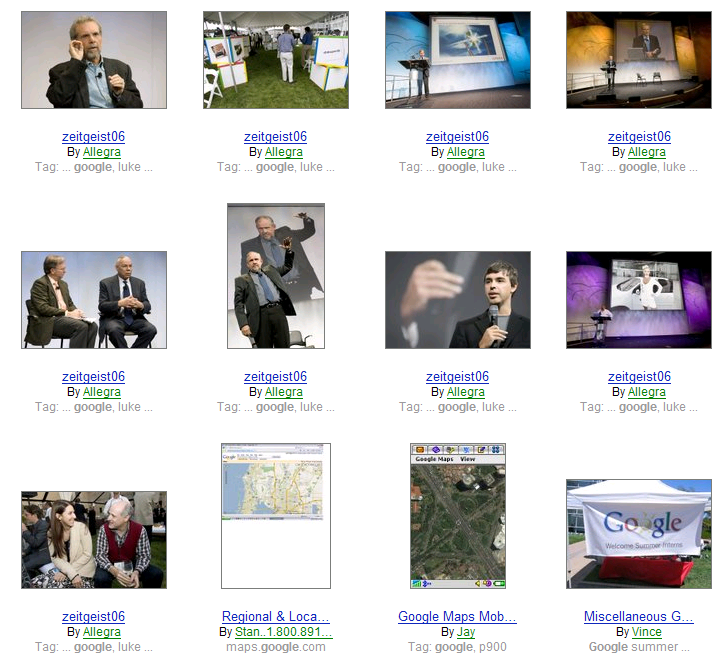 zeitgeist06
By Allegra
Tag: ... google, luke ...
zeitgeist06
By Allegra
Tag: ... google, luke ...
zeitgeist06
By Allegra
Tag: ... google, luke ...
zeitgeist06
By Allegra
Tag: ... google, luke ...
zeitgeist06
By Allegra
Tag: ... google, luke ...
zeitgeist06
By Allegra
Tag: ... google, luke ...
zeitgeist06
By Allegra
Tag: ... google, luke ...
zeitgeist06
By Allegra
Tag: ... google, luke ...
zeitgeist06
By Allegra
Tag: ... google, luke ...
Google
Regional & Loca...
By Stan..1.800.891...
maps.google.com
Google Maps View
Google Maps Mob...
By Jay
Tag: google, p900
Google
Welcome Summer Interns
Miscellaneous G...
By Vince
Google summer ...